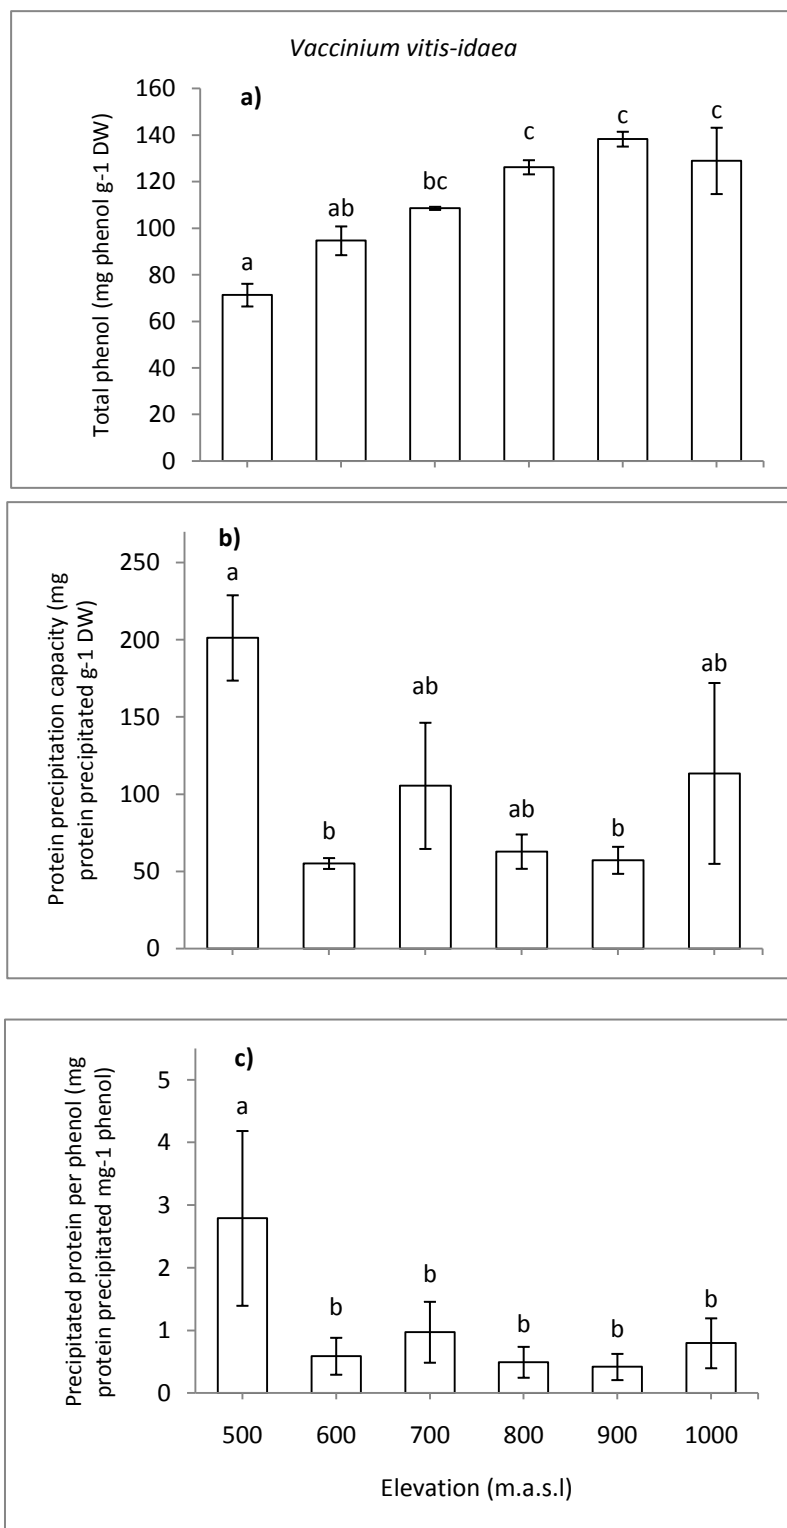 Vaccinium vitis-idaea
a)
Total phenol (mg phenol g-1 DW)
160
140
120
100
80
60
40
20
0
a
ab
bc
c
c
c
b)
Protein precipitation capacity (mg
protein precipitated g-1 DW)
250
200
150
100
50
0
a
b
ab
ab
b
ab
c)
Precipitated protein per phenol (mg
protein precipitated mg-1 phenol)
5
4
3
2
1
0
a
b
b
b
b
b
500 600 700 800 900 1000
Elevation (m.a.s.l)